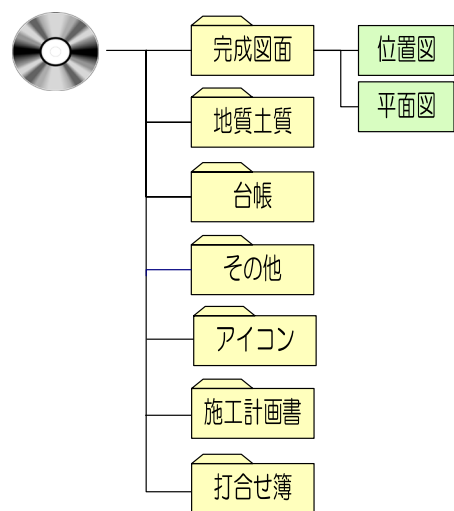 完成図面
位置図
平面図
地質土質
台帳
その他
アイコン
施工計画書
打合せ簿